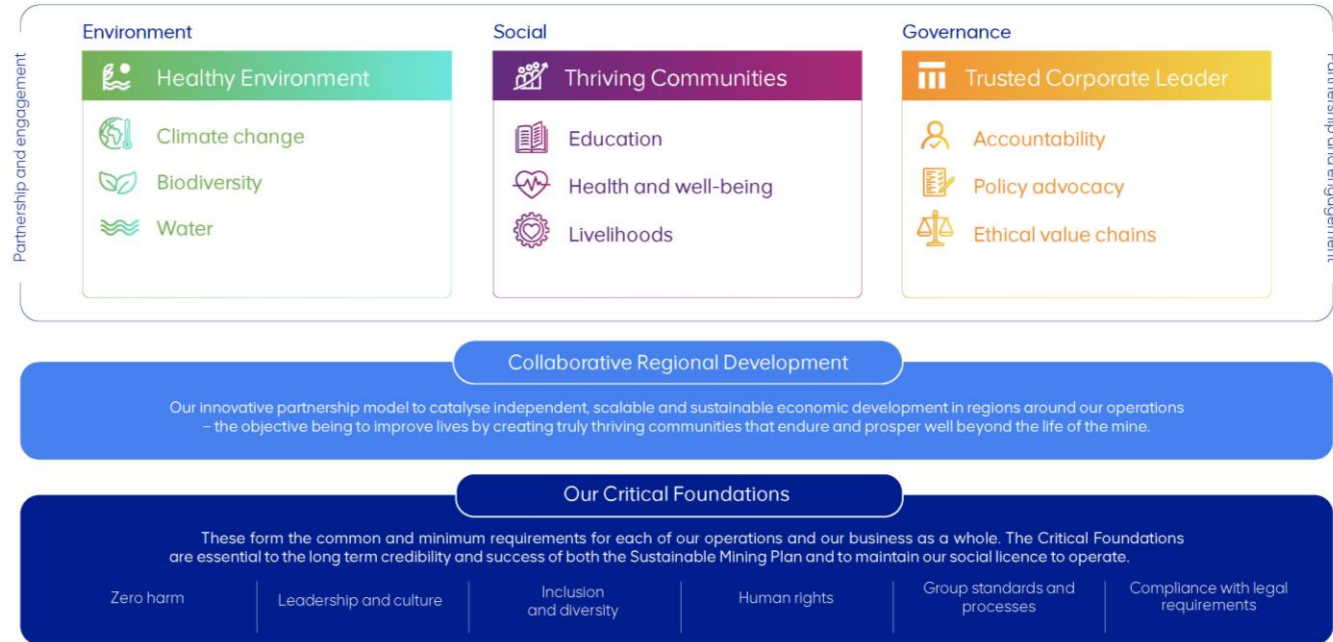 Partnership and engagement
Environment
Healthy Environment
Climate change
Biodiversity
Water
Social
Thriving Communities
Education
Health and well-being
Livelihoods
Governance
Trusted Corporate Leader
Accountability
Policy advocacy
Ethical value chains
Partnership and engagement
Collaborative Regional Development
Our innovative partnership model to catalyse independent, scalable and sustainable economic development in regions around our operations
– the objective being to improve lives by creating truly thriving communities that endure and prosper well beyond the life of the mine.
Our Critical Foundations
These form the common and minimum requirements for each of our operations and our business as a whole. The Critical Foundations
are essential to the long term credibility and success of both the Sustainable Mining Plan and to maintain our social licence to operate.
Zero harm
Leadership and culture
Inclusion
and diversity
Human rights
Group standards and
processes
Compliance with legal
requirements